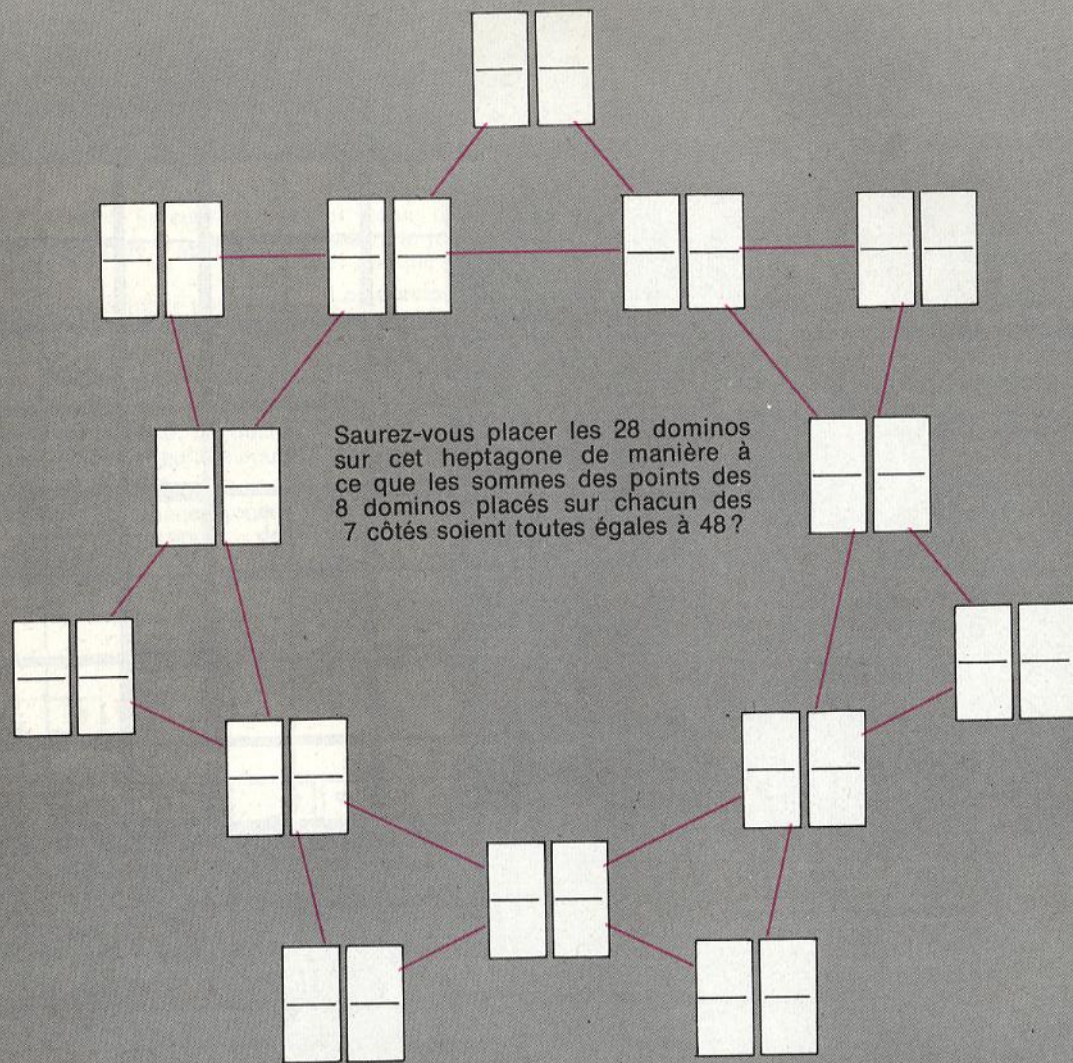 Saurez-vous placer les 28 dominos
sur cet heptagone de manière à
ce que les sommes des points des
8 dominos placés sur chacun des
7 côtés soient toutes égales à 48 ?